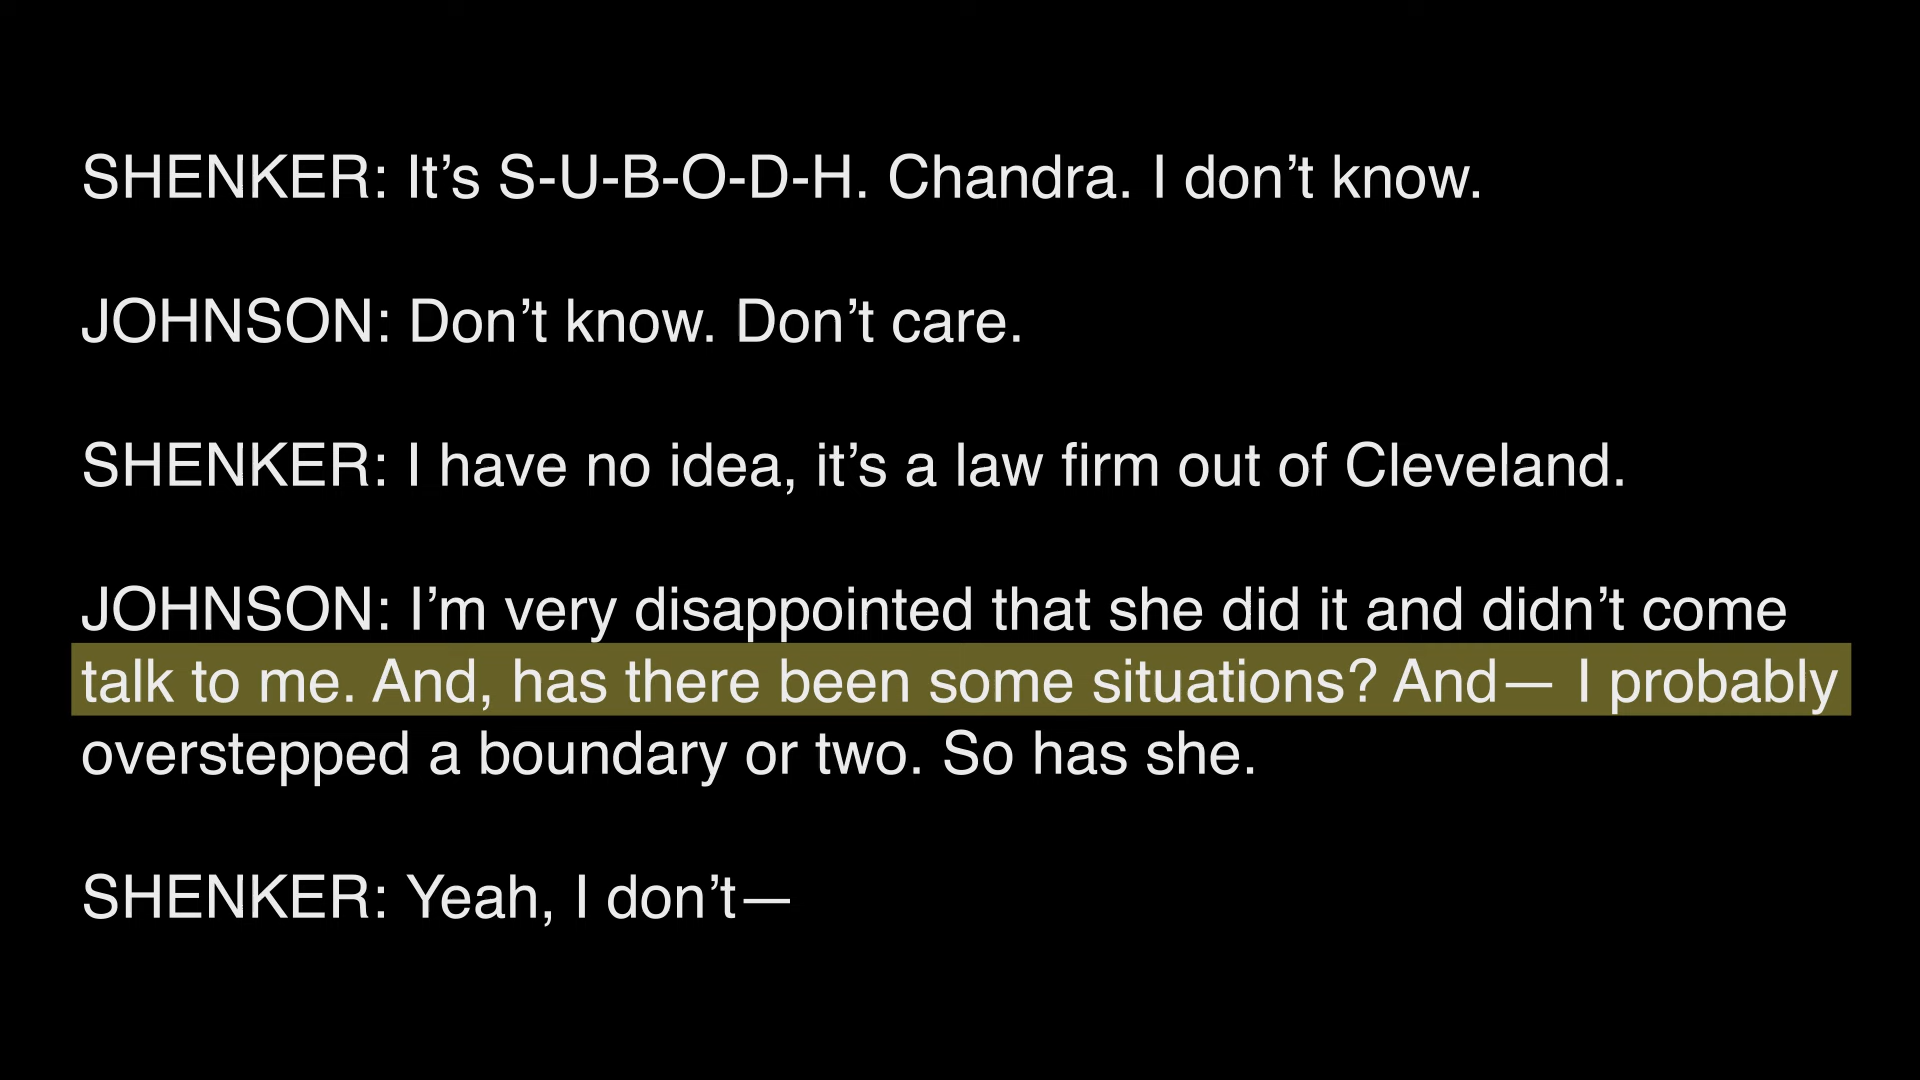 SHENKER: It’s S-U-B-O-D-H. Chandra. I don’t know.
JOHNSON: Don’t know. Don’t care.
SHENKER: I have no idea, it’s a law firm out of Cleveland.
JOHNSON: I’m very disappointed that she did it and didn’t come
talk to me. And, has there been some situations? And— I probably
overstepped a boundary or two. So has she.
SHENKER: Yeah, I don’t—